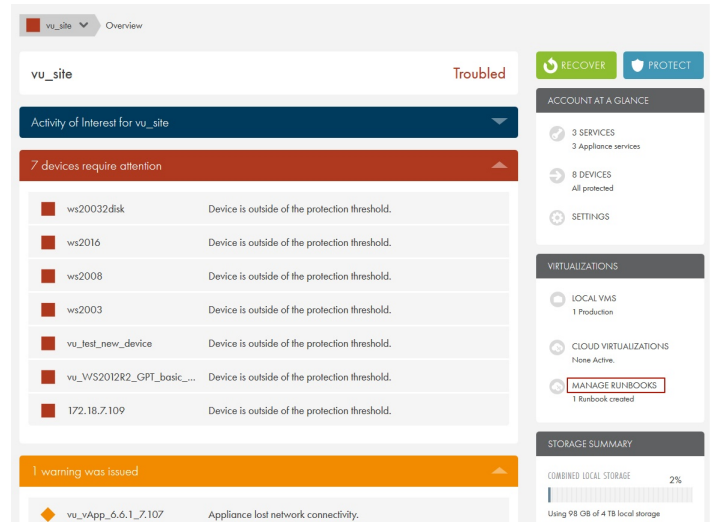 vu_site Overview
vu_site Troubled
Activity of Interest for vu_site
7 devices require attention
ws20032disk Device is outside of the protection threshold.
ws2016 Device is outside of the protection threshold.
ws2008 Device is outside of the protection threshold.
ws2003 Device is outside of the protection threshold.
vu_test_new_device Device is outside of the protection threshold.
vu_WS2012R2_GPT_basic_... Device is outside of the protection threshold.
172.18.7.109 Device is outside of the protection threshold.
1 warning was issued
vu_vApp_6.6.1_7.107 Appliance lost network connectivity.
RECOVER PROTECT
ACCOUNT AT A GLANCE
3 SERVICES
3 Appliance services
8 DEVICES
All protected
SETTINGS
VIRTUALIZATIONS
LOCAL VMS
1 Production
CLOUD VIRTUALIZATIONS
None Active.
MANAGE RUNBOOKS
1 Runbook created
STORAGE SUMMARY
COMBINED LOCAL STORAGE 2%
Using 98 GB of 4 TB local storage